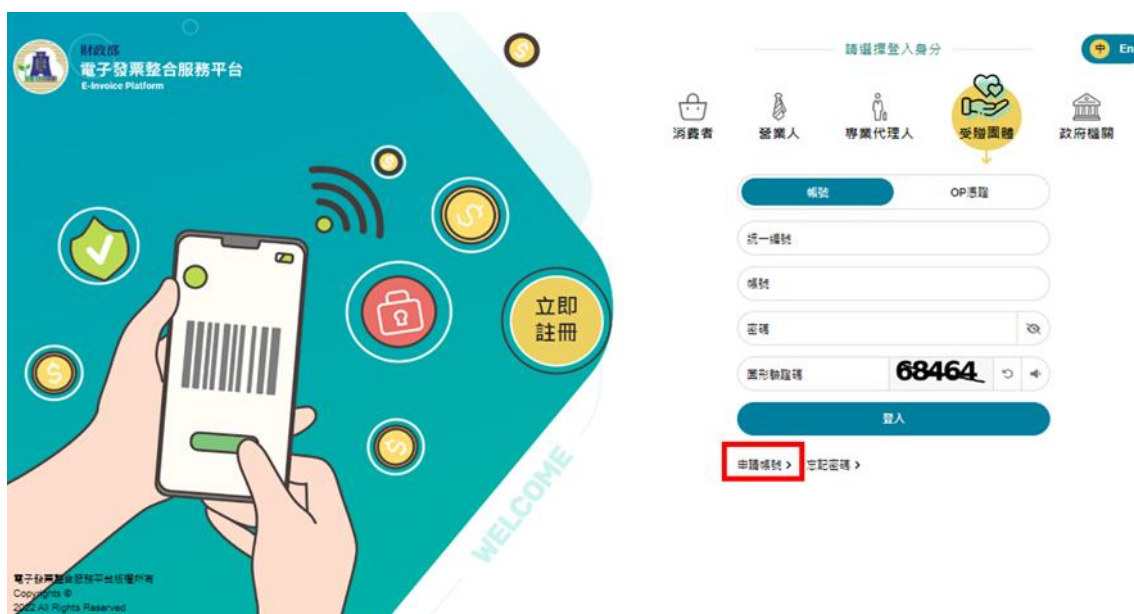 財政部
電子發票整合服務平台
E-Invoice Platform
立即
註冊
WELCOME
電子發票整合服務平台版權所有
Copyrights ©
2022 All Rights Reserved
請選擇登入身分
中 En
消費者
營業人
專業代理人
受贈團體
政府機關
帳號
OP憑證
統一編號
帳號
密碼
圖形驗證碼
68464
登入
申請帳號 >
忘記密碼 >